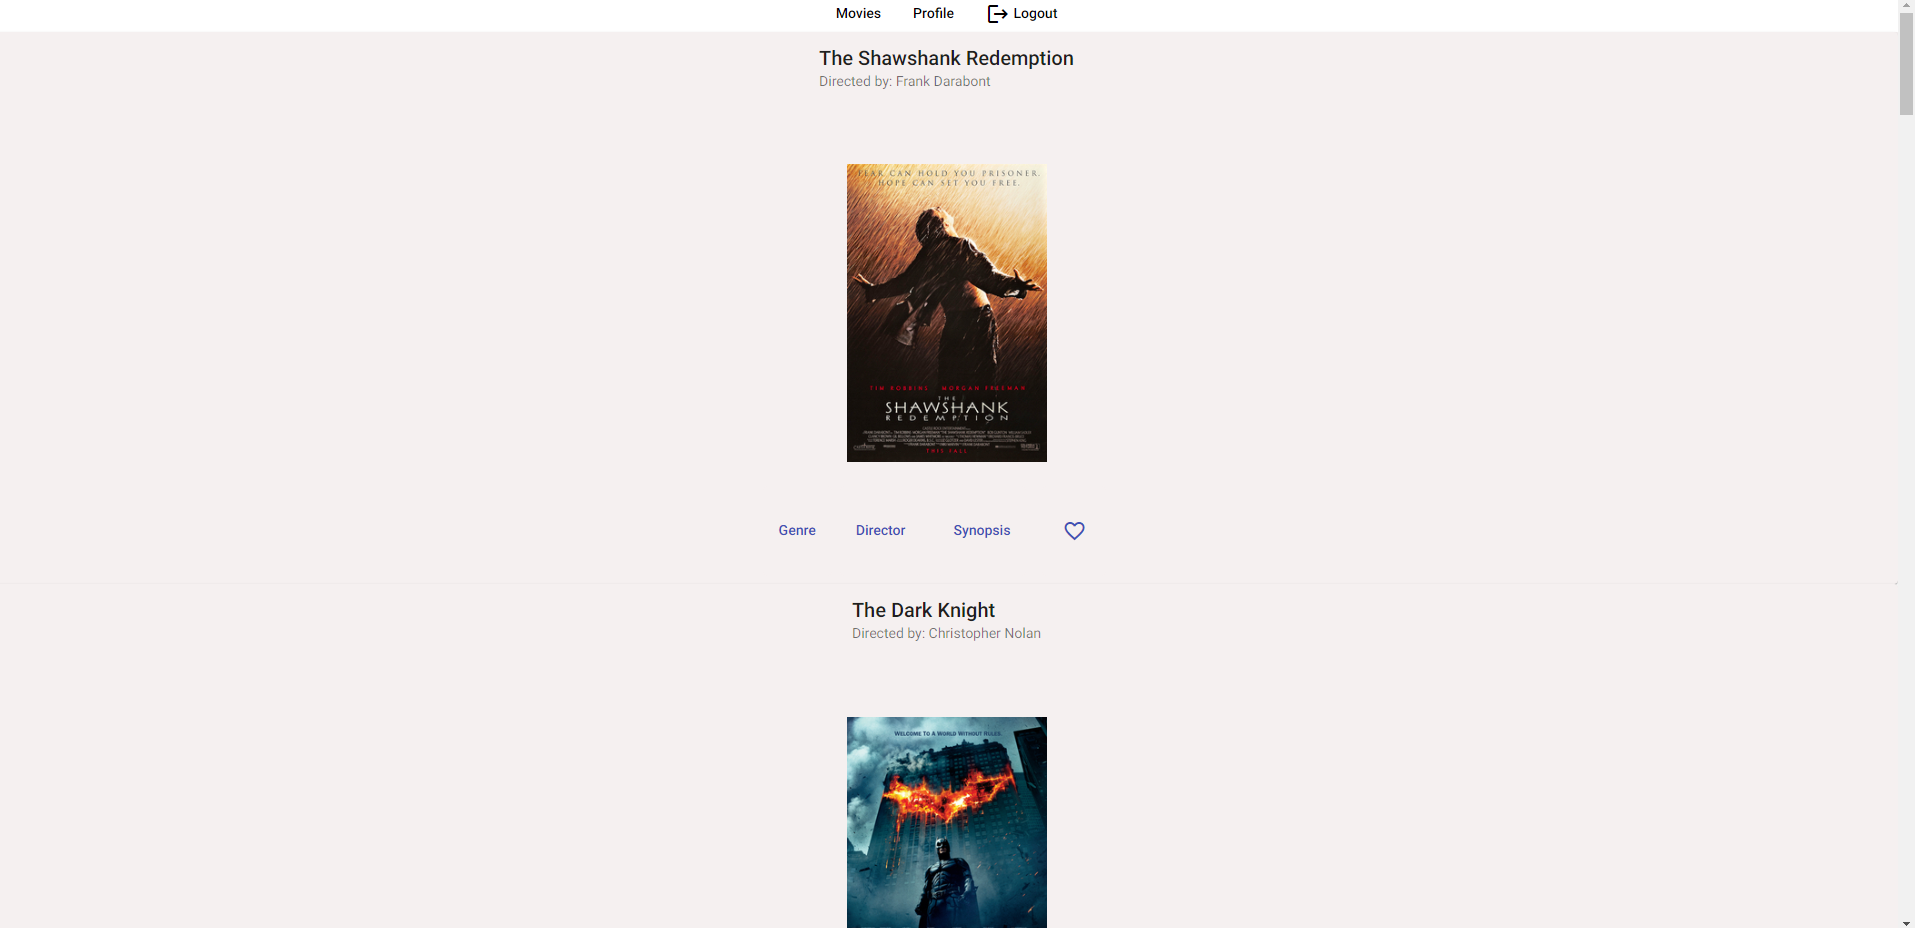 Movies Profile Logout
The Shawshank Redemption
Directed by: Frank Darabont
FEAR CAN HOLD YOU PRISONER.
HOPE CAN SET YOU FREE.
TIM ROBBINS MORGAN FREEMAN
THE
SHAWSHANK
REDEMPTION
THIS FALL
Genre Director Synopsis
The Dark Knight
Directed by: Christopher Nolan
WELCOME TO A WORLD WITHOUT RULES.